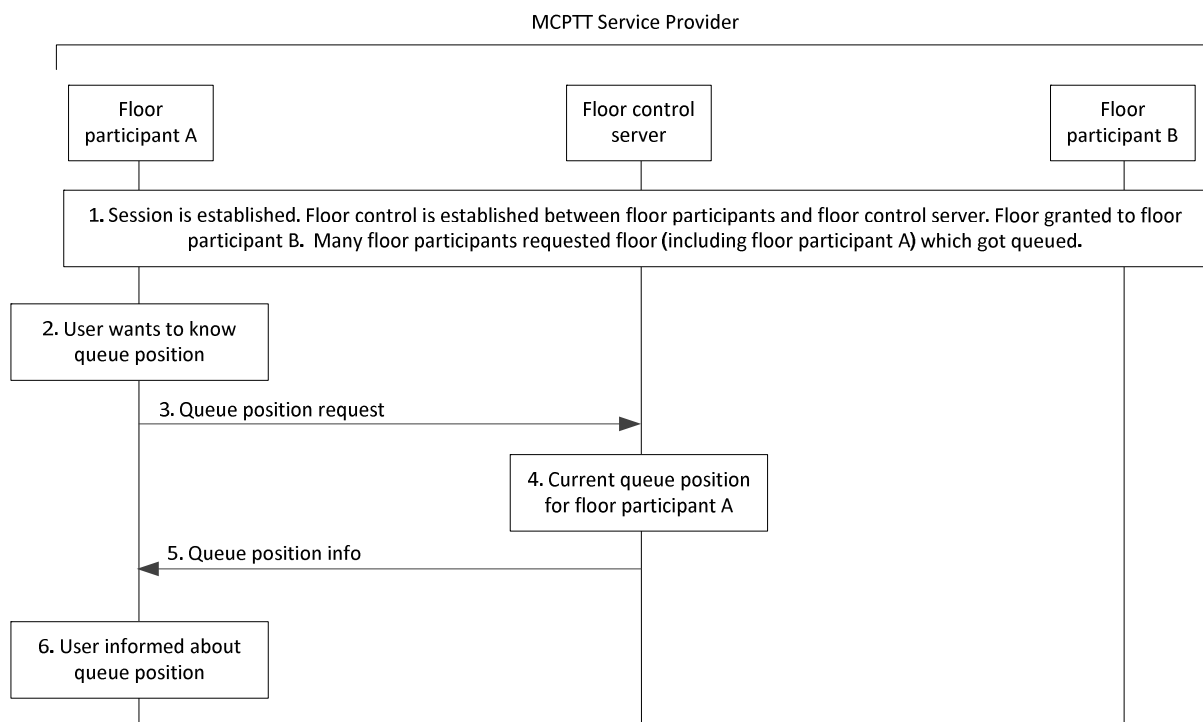 MCPTT Service Provider
Floor
participant A
Floor control
server
Floor
participant B
1. Session is established. Floor control is established between floor participants and floor control server. Floor granted to floor
participant B. Many floor participants requested floor (including floor participant A) which got queued.
2. User wants to know
queue position
3. Queue position request
4. Current queue position
for floor participant A
5. Queue position info
6. User informed about
queue position